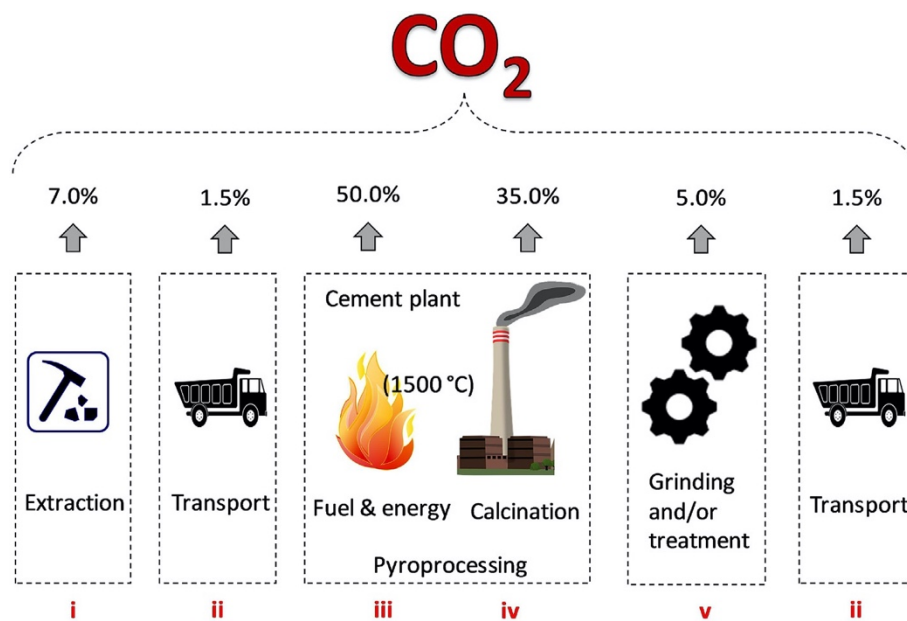 CO2
7.0%
1.5%
50.0%
35.0%
5.0%
1.5%
Extraction
Transport
Cement plant
(1500 °C)
Fuel & energy
Calcination
Pyroprocessing
Grinding
and/or
treatment
Transport
i
ii
iii
iv
v
ii